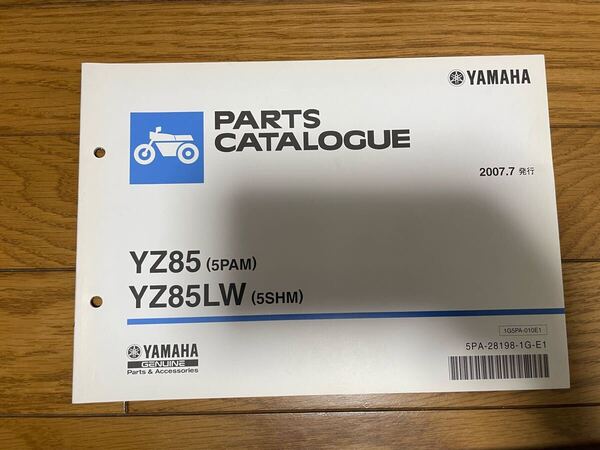 YAMAHA
PARTS
CATALOGUE
2007.7 発行
YZ85 (5PAM)
YZ85LW (5SHM)
1G5PA-010E1
5PA-28198-1G-E1
YAMAHA
GENUINE
Parts & Accessories